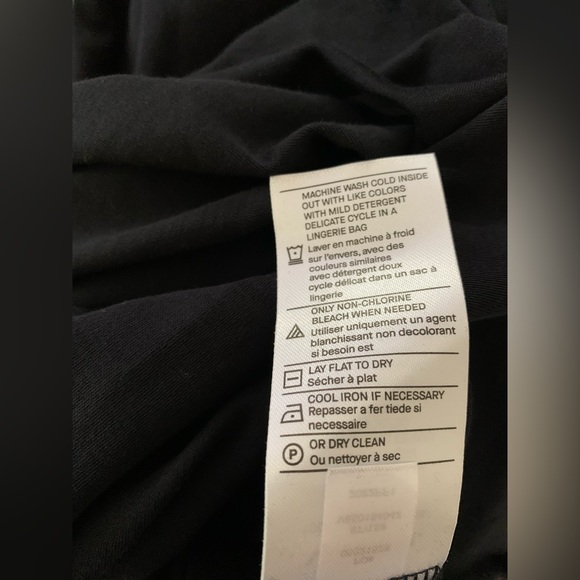 MACHINE WASH COLD INSIDE
OUT WITH LIKE COLORS
WITH MILD DETERGENT
DELICATE CYCLE IN A
LINGERIE BAG
Laver en machine à froid
sur l'envers, avec des
couleurs similaires
avec détergent doux
cycle délicat dans un sac à
lingerie
ONLY NON-CHLORINE
BLEACH WHEN NEEDED
Utiliser uniquement un agent
blanchissant non decolorant
si besoin est
LAY FLAT TO DRY
Sécher à plat
COOL IRON IF NECESSARY
Repasser a fer tiede si
necessaire
P
OR DRY CLEAN
Ou nettoyer à sec